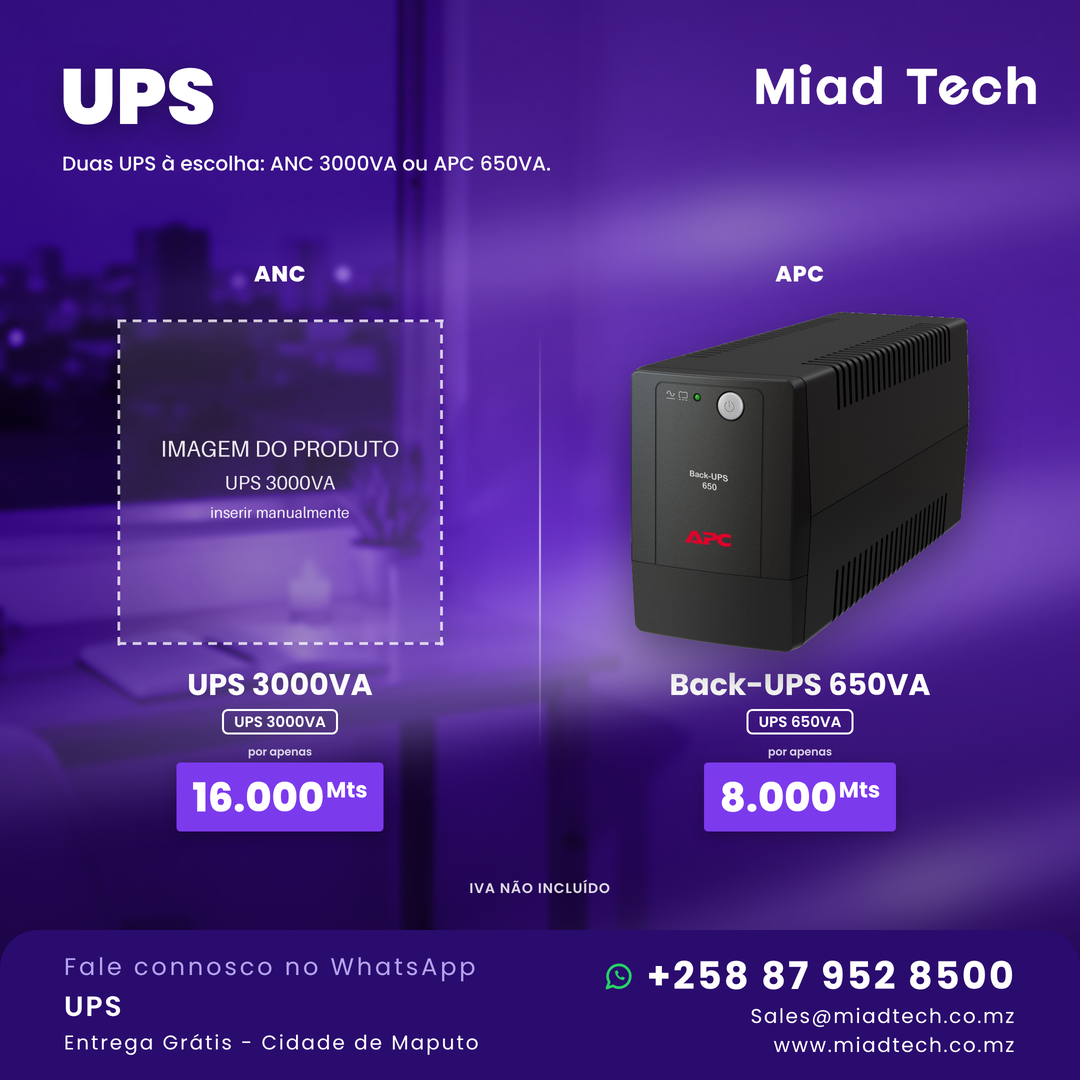 UPS
Miad Tech
Duas UPS à escolha: ANC 3000VA ou APC 650VA.
ANC
IMAGEM DO PRODUTO
UPS 3000VA
inserir manualmente
UPS 3000VA
UPS 3000VA
por apenas
16.000Mts
APC
Back-UPS
650
APC
Back-UPS 650VA
UPS 650VA
por apenas
8.000Mts
IVA NÃO INCLUÍDO
Fale connosco no WhatsApp
UPS
Entrega Grátis - Cidade de Maputo
+258 87 952 8500
Sales@miadtech.co.mz
www.miadtech.co.mz